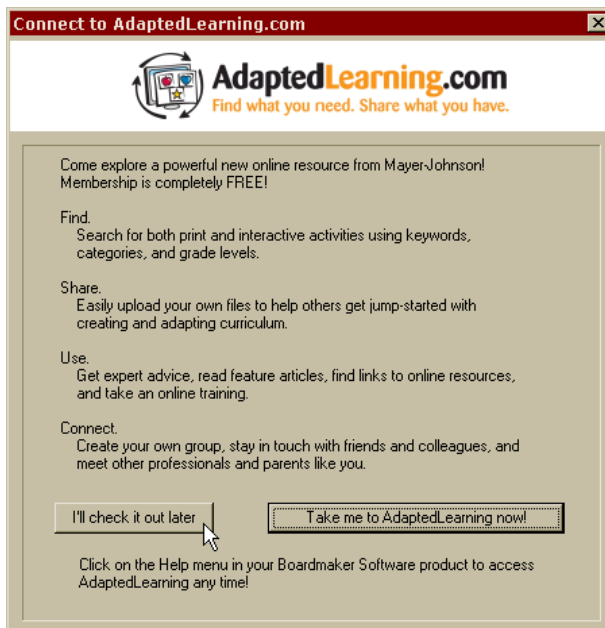 Connect to AdaptedLearning.com
AdaptedLearning.com
Find what you need. Share what you have.
Come explore a powerful new online resource from Mayer-Johnson!
Membership is completely FREE!
Find.
Search for both print and interactive activities using keywords,
categories, and grade levels.
Share.
Easily upload your own files to help others get jump-started with
creating and adapting curriculum.
Use.
Get expert advice, read feature articles, find links to online resources,
and take an online training.
Connect.
Create your own group, stay in touch with friends and colleagues, and
meet other professionals and parents like you.
I'll check it out later
Take me to AdaptedLearning now!
Click on the Help menu in your Boardmaker Software product to access
AdaptedLearning any time!